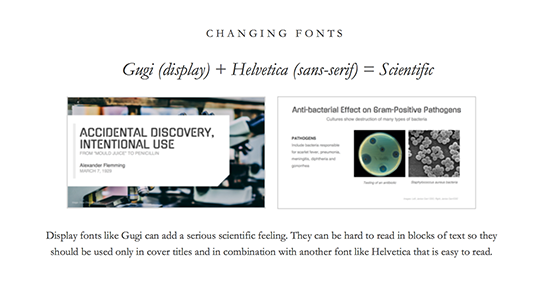 CHANGING FONTS
Gugi (display) + Helvetica (sans-serif) = Scientific
ACCIDENTAL DISCOVERY,
INTENTIONAL USE
FROM "MOULD JUICE" TO PENICILLIN
Alexander Flemming
MARCH 7, 1928
Anti-bacterial Effect on Gram-Positive Pathogens
Cultures show destruction of many types of bacteria
PATHOGENS
Include bacteria responsible
for scarlet fever, pneumonia,
meningitis, diphtheria and
gonorrhea.
Testing of an antibiotic
Staphylococcus aureus bacteria
Display fonts like Gugi can add a serious scientific feeling. They can be hard to read in blocks of text so they
should be used only in cover titles and in combination with another font like Helvetica that is easy to read.